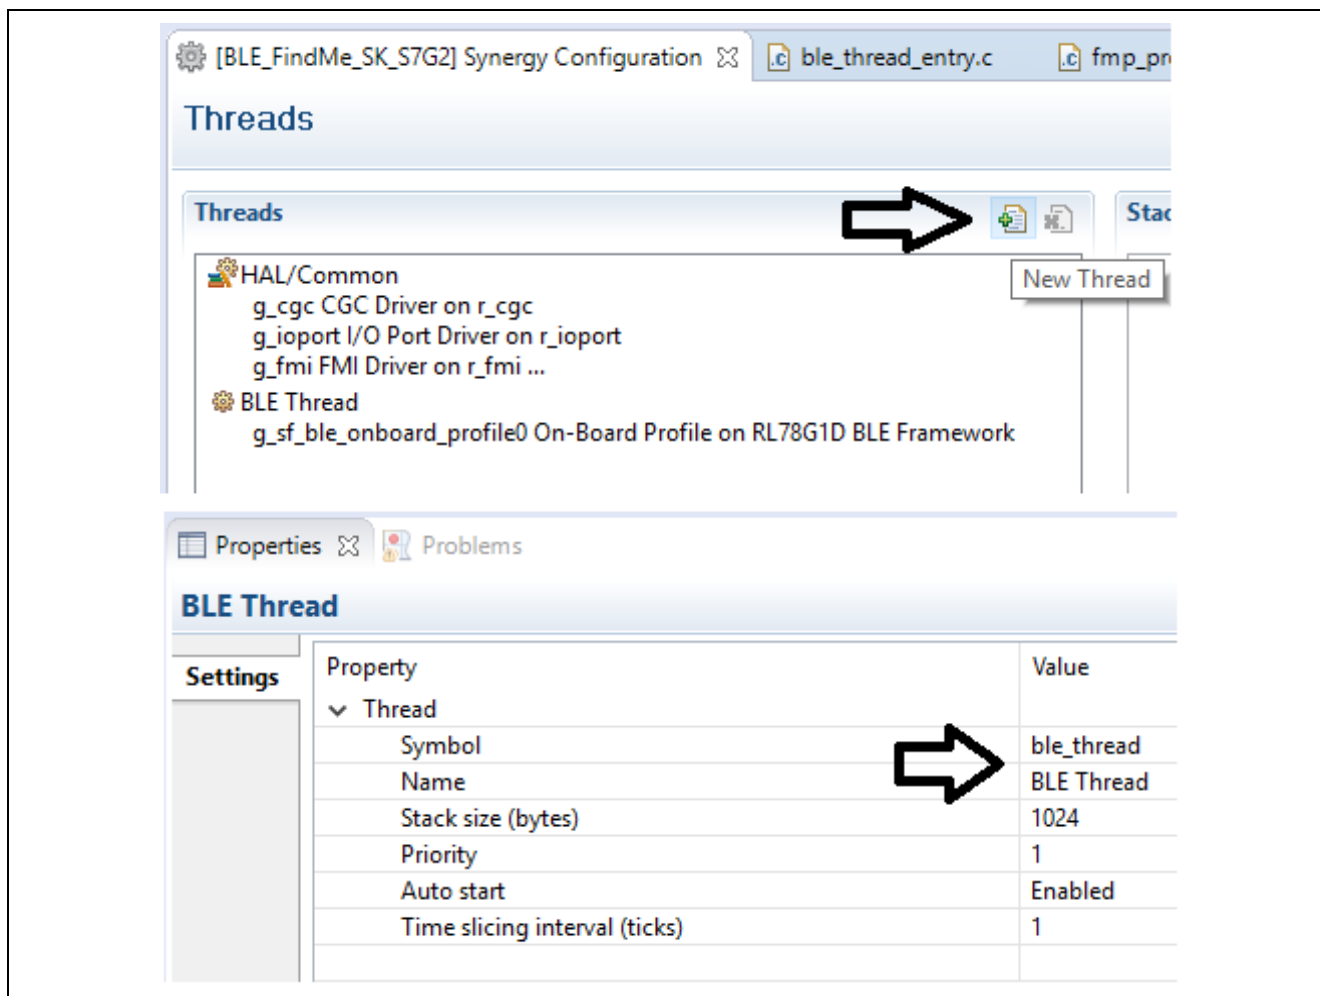 [BLE_FindMe_SK_S7G2] Synergy Configuration ble_thread_entry.c fmp_pr
Threads
Threads Stac
New Thread
HAL/Common
g_cgc CGC Driver on r_cgc
g_ioport I/O Port Driver on r_ioport
g_fmi FMI Driver on r_fmi ...
BLE Thread
g_sf_ble_onboard_profile0 On-Board Profile on RL78G1D BLE Framework
Properties Problems
BLE Thread
Settings
Property Value
Thread
Symbol ble_thread
Name BLE Thread
Stack size (bytes) 1024
Priority 1
Auto start Enabled
Time slicing interval (ticks) 1